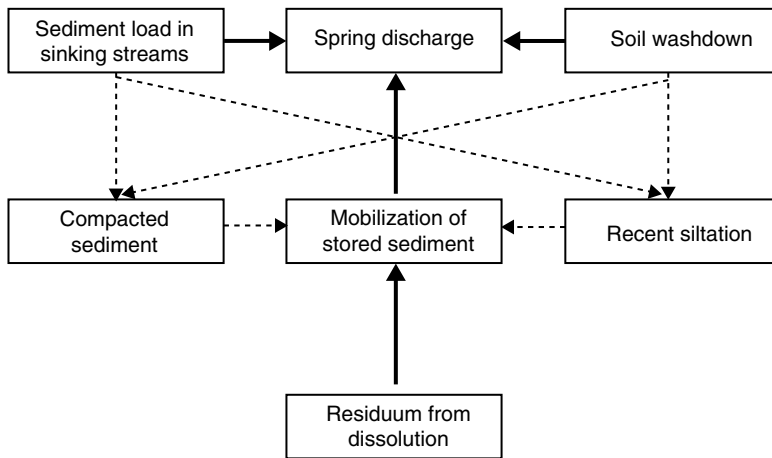 Sediment load in
sinking streams
Spring discharge
Soil washdown
Compacted
sediment
Mobilization of
stored sediment
Recent siltation
Residuum from
dissolution